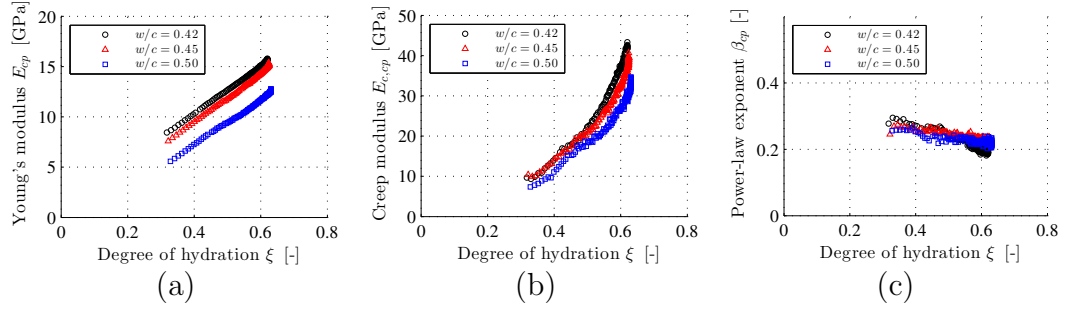 Young's modulus E_cp [GPa]
20
15
10
5
0
w/c = 0.42
w/c = 0.45
w/c = 0.50
0 0.2 0.4 0.6 0.8
Degree of hydration ξ [-]
(a)
Creep modulus E_c,cp [GPa]
50
40
30
20
10
0
w/c = 0.42
w/c = 0.45
w/c = 0.50
0 0.2 0.4 0.6 0.8
Degree of hydration ξ [-]
(b)
Power-law exponent β_cp [-]
0.4
0.2
0
w/c = 0.42
w/c = 0.45
w/c = 0.50
0 0.2 0.4 0.6 0.8
Degree of hydration ξ [-]
(c)